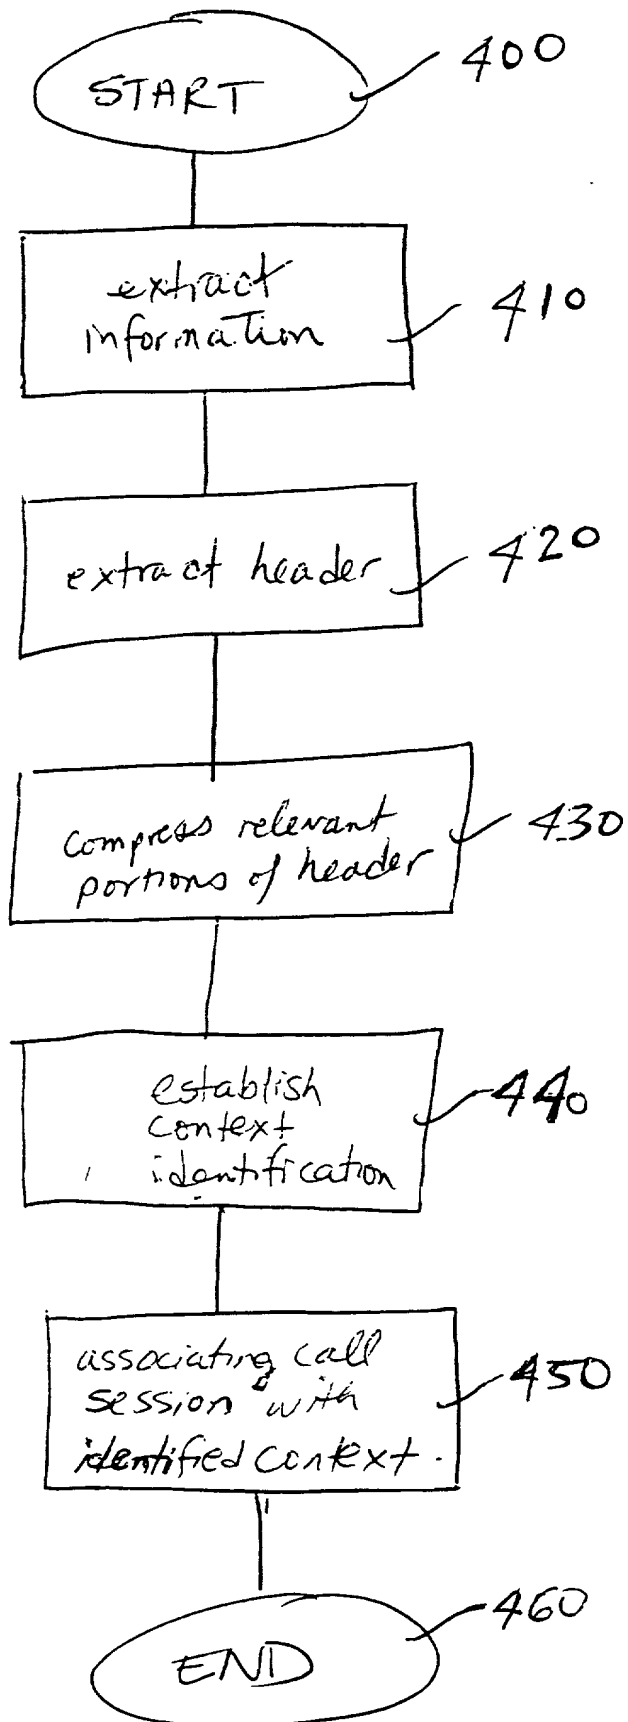 START
400
extract
information
410
extract header
420
compress relevant
portions of header
430
establish
context
identification
440
associating call
session with
identified context.
450
END
460